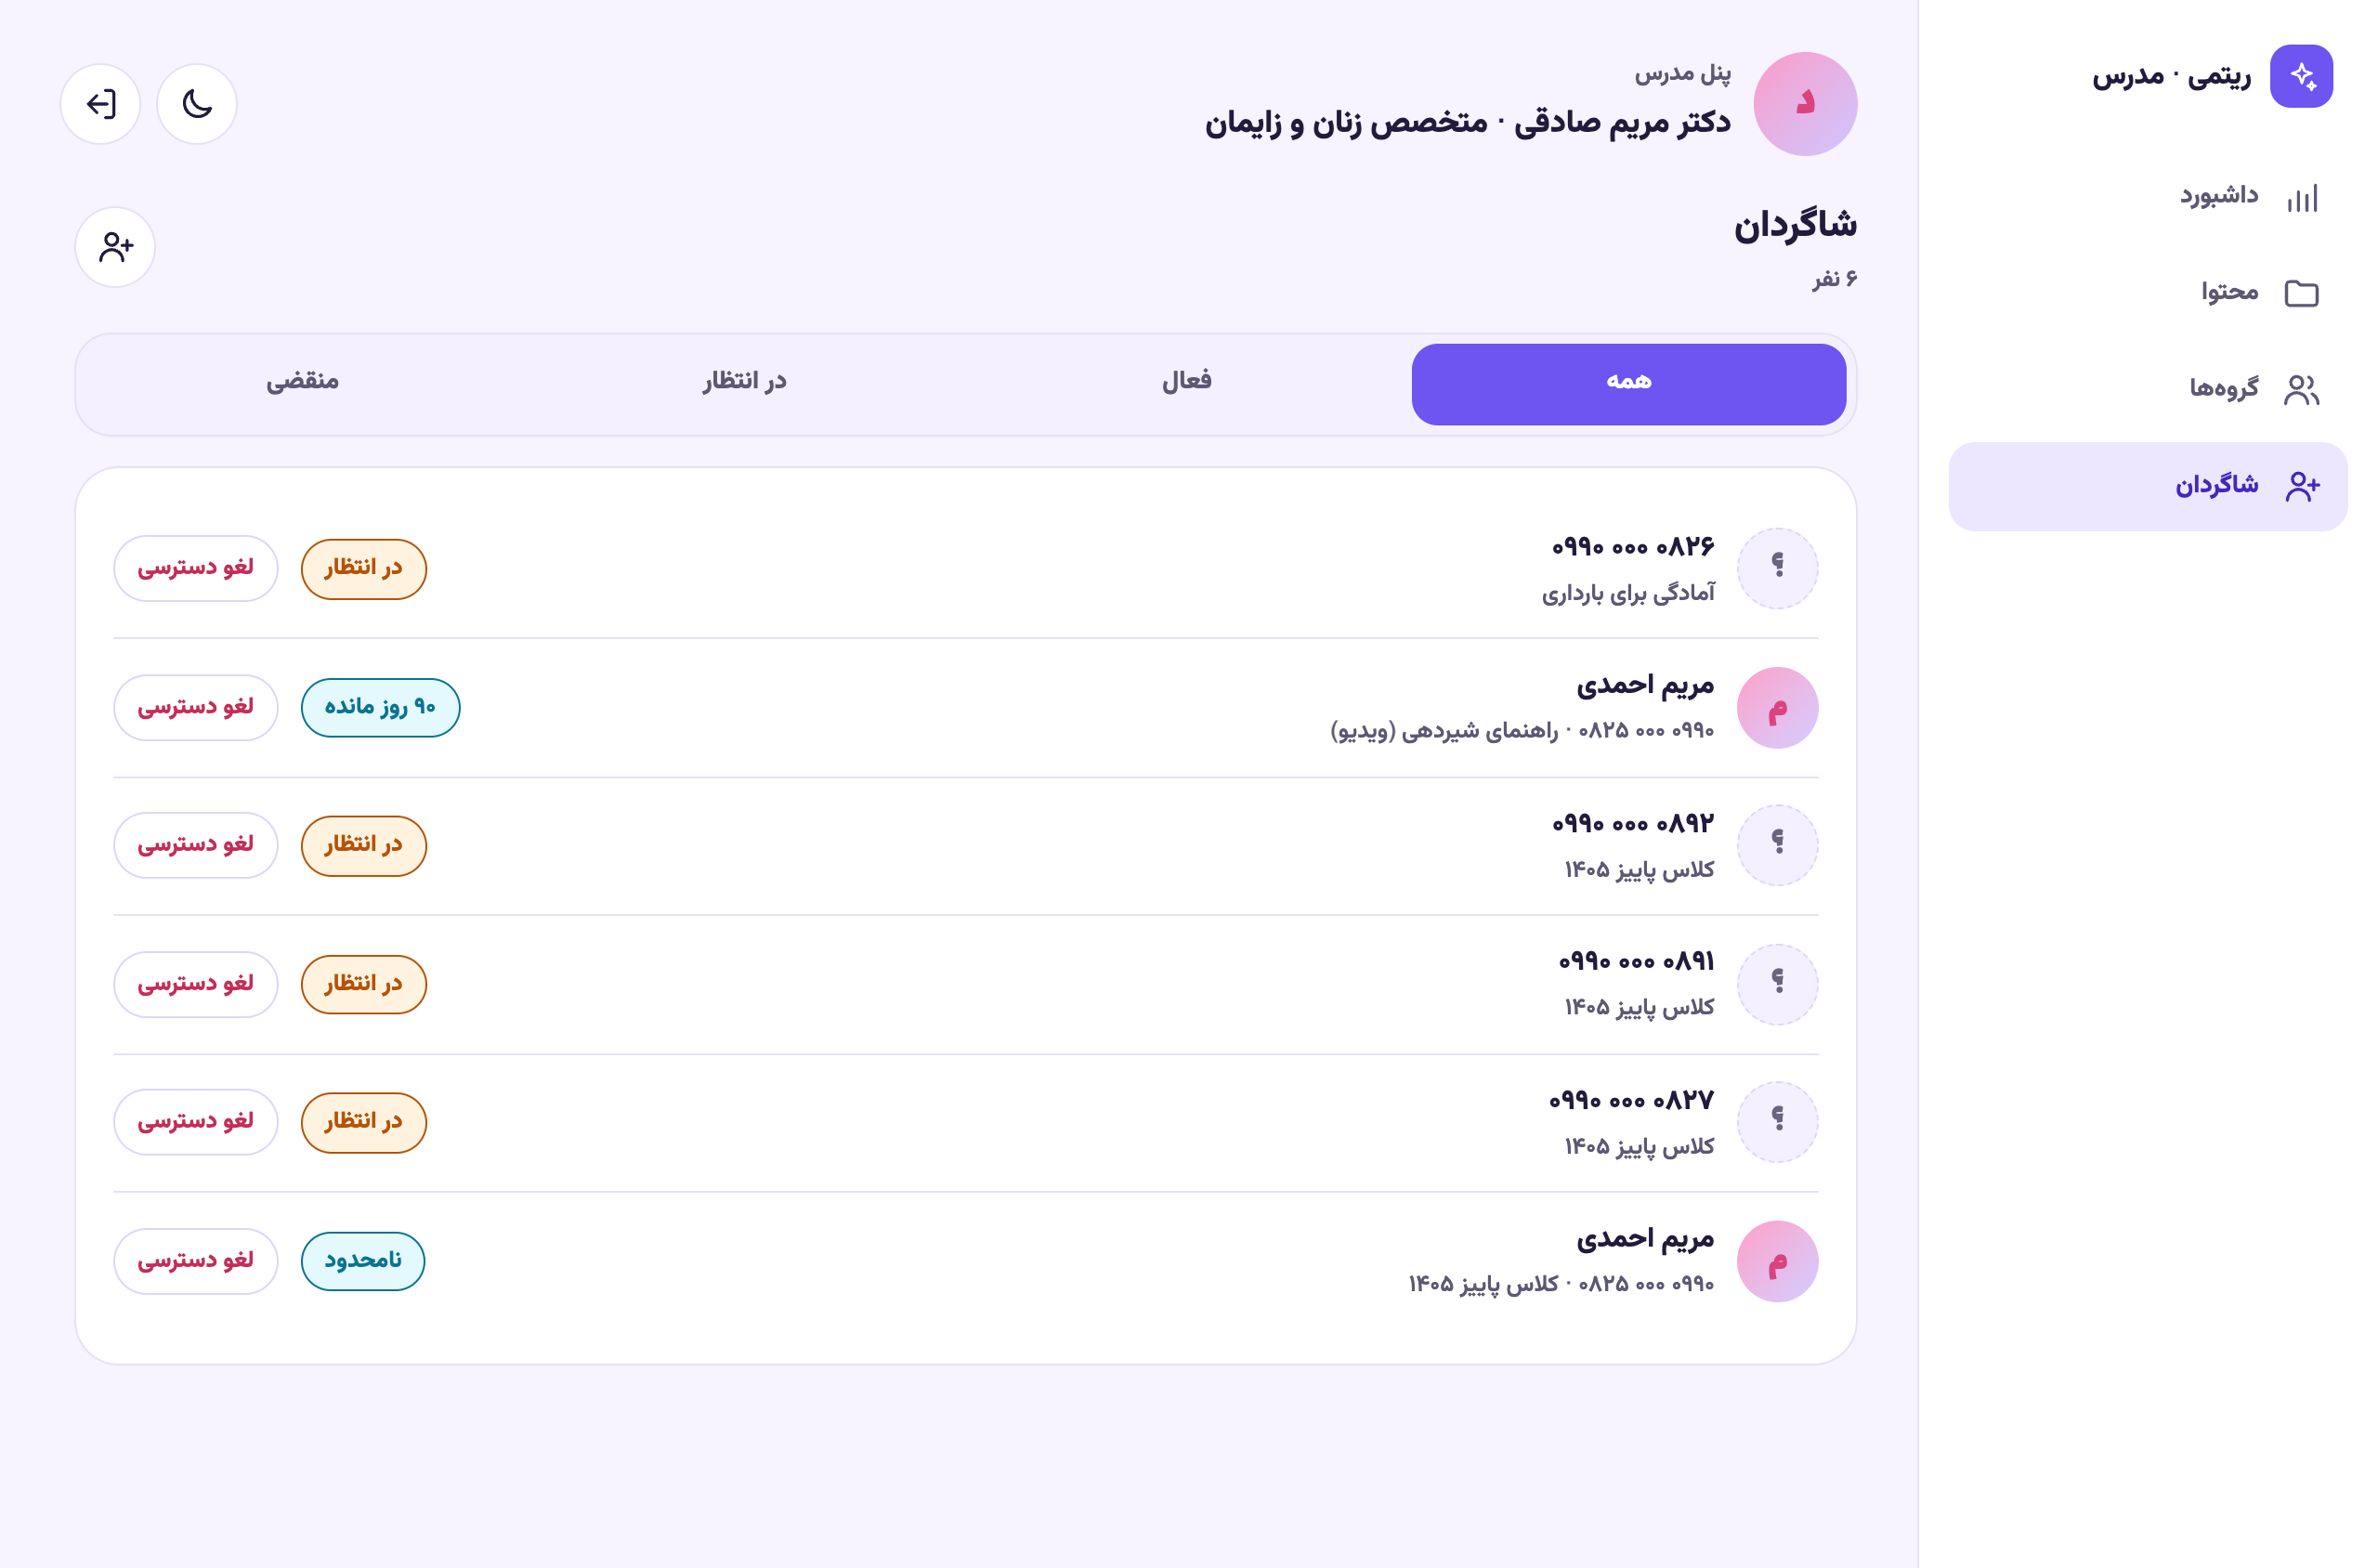 ریتمی · مدرس
داشبورد
محتوا
گروه‌ها
شاگردان
د
پنل مدرس
دکتر مریم صادقی · متخصص زنان و زایمان
شاگردان
۶ نفر
همه
فعال
در انتظار
منقضی
؟
۰۹۹۰ ۰۰۰ ۰۸۲۶
آمادگی برای بارداری
در انتظار
لغو دسترسی
م
مریم احمدی
۰۹۹۰ ۰۰۰ ۰۸۲۵ · راهنمای شیردهی (ویدیو)
۹۰ روز مانده
لغو دسترسی
؟
۰۹۹۰ ۰۰۰ ۰۸۹۲
کلاس پاییز ۱۴۰۵
در انتظار
لغو دسترسی
؟
۰۹۹۰ ۰۰۰ ۰۸۹۱
کلاس پاییز ۱۴۰۵
در انتظار
لغو دسترسی
؟
۰۹۹۰ ۰۰۰ ۰۸۲۷
کلاس پاییز ۱۴۰۵
در انتظار
لغو دسترسی
م
مریم احمدی
۰۹۹۰ ۰۰۰ ۰۸۲۵ · کلاس پاییز ۱۴۰۵
نامحدود
لغو دسترسی